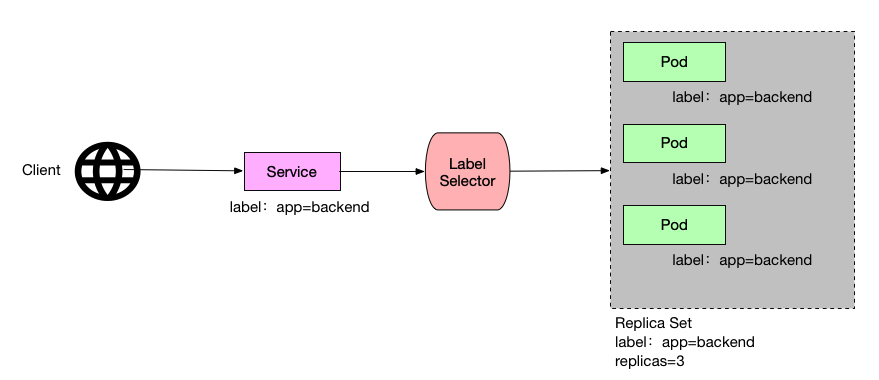 Client
Service
label：app=backend
Label
Selector
Pod
label：app=backend
Pod
label：app=backend
Pod
label：app=backend
Replica Set
label：app=backend
replicas=3